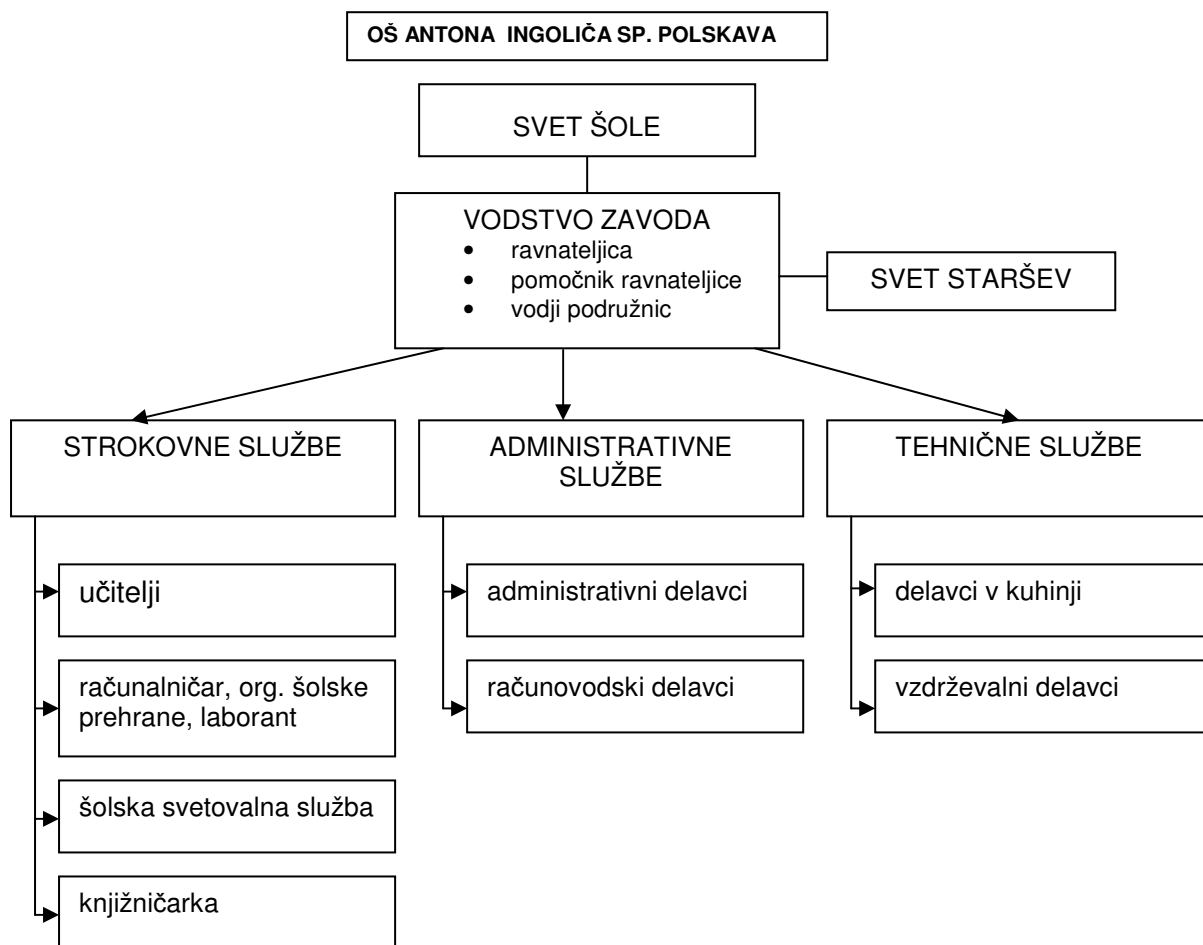 OŠ ANTONA INGOLIČA SP. POLSKAVA
SVET ŠOLE
VODSTVO ZAVODA
• ravnateljica
• pomočnik ravnateljice
• vodji podružnic
SVET STARŠEV
STROKOVNE SLUŽBE
učitelji
računalničar, org. šolske
prehrane, laborant
šolska svetovalna služba
knjižničarka
ADMINISTRATIVNE
SLUŽBE
administrativni delavci
računovodski delavci
TEHNIČNE SLUŽBE
delavci v kuhinji
vzdrževalni delavci